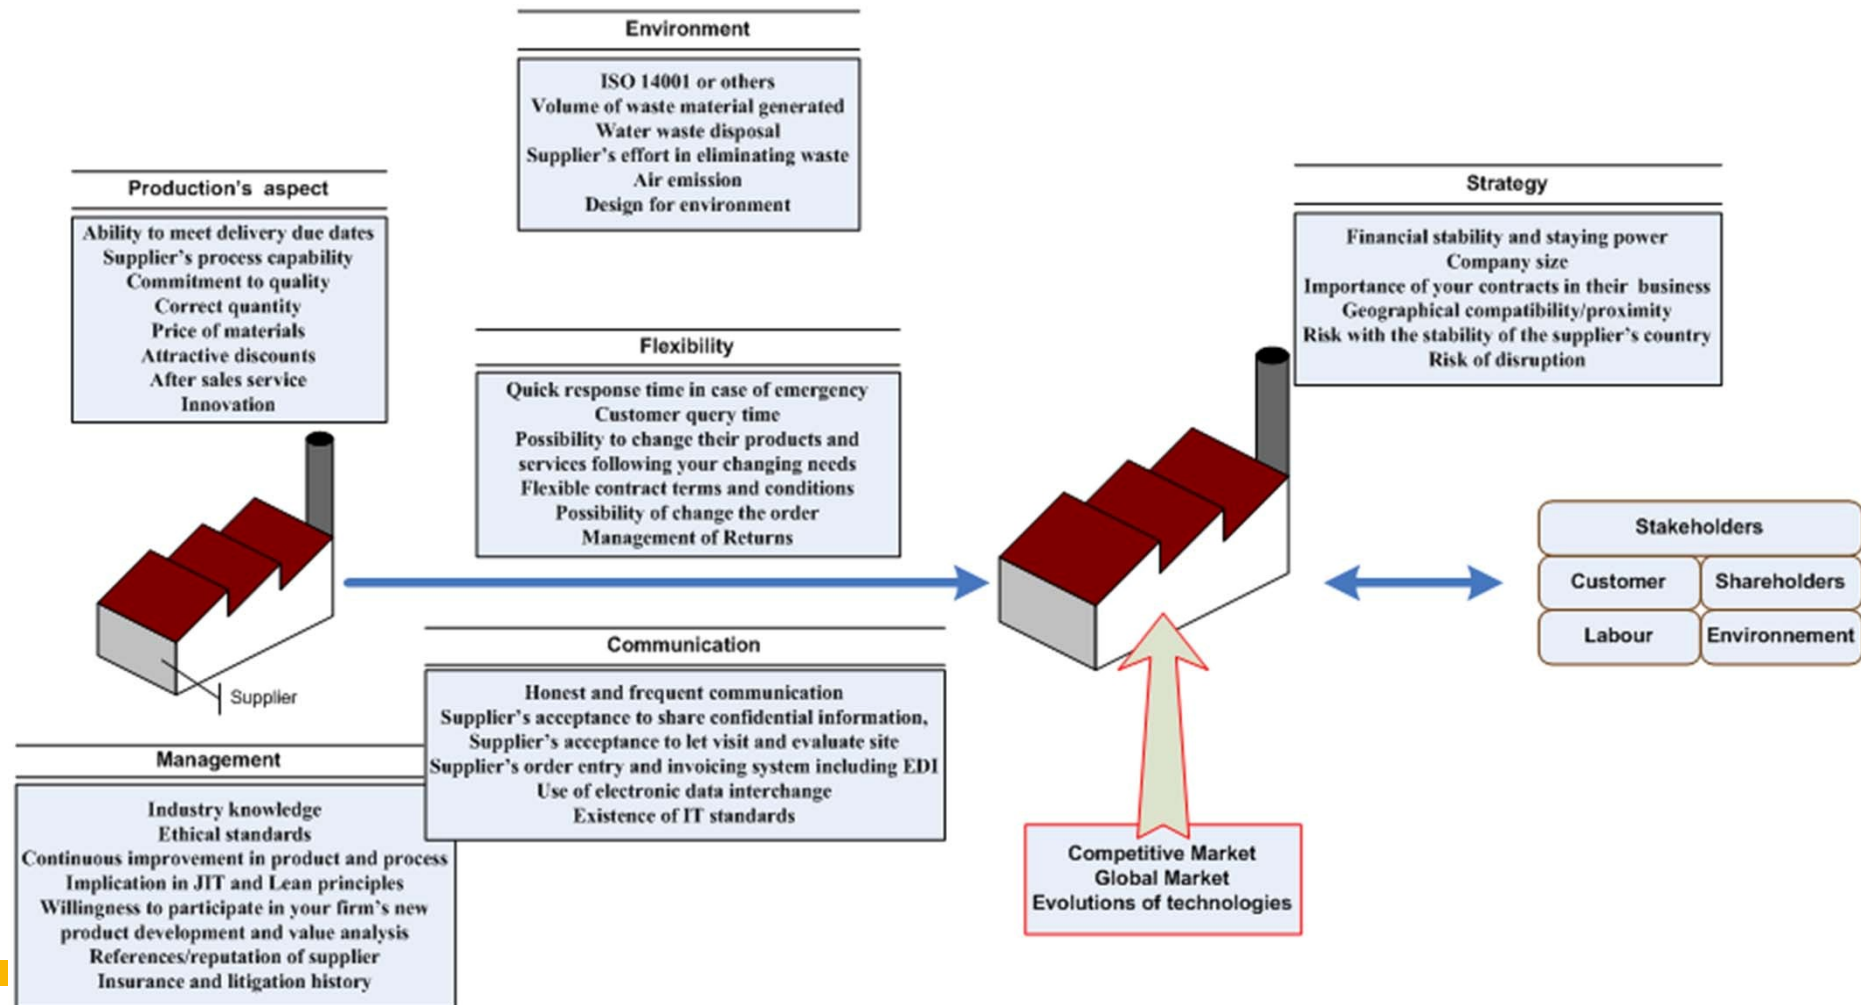 Environment
ISO 14001 or others
Volume of waste material generated
Water waste disposal
Supplier's effort in eliminating waste
Air emission
Design for environment
Production's aspect
Ability to meet delivery due dates
Supplier's process capability
Commitment to quality
Correct quantity
Price of materials
Attractive discounts
After sales service
Innovation
Strategy
Financial stability and staying power
Company size
Importance of your contracts in their business
Geographical compatibility/proximity
Risk with the stability of the supplier's country
Risk of disruption
Flexibility
Quick response time in case of emergency
Customer query time
Possibility to change their products and
services following your changing needs
Flexible contract terms and conditions
Possibility of change the order
Management of Returns
Stakeholders
Customer
Shareholders
Labour
Environnement
Supplier
Communication
Honest and frequent communication
Supplier's acceptance to share confidential information,
Supplier's acceptance to let visit and evaluate site
Supplier's order entry and invoicing system including EDI
Use of electronic data interchange
Existence of IT standards
Management
Industry knowledge
Ethical standards
Continuous improvement in product and process
Implication in JIT and Lean principles
Willingness to participate in your firm's new
product development and value analysis
References/reputation of supplier
Insurance and litigation history
Competitive Market
Global Market
Evolutions of technologies